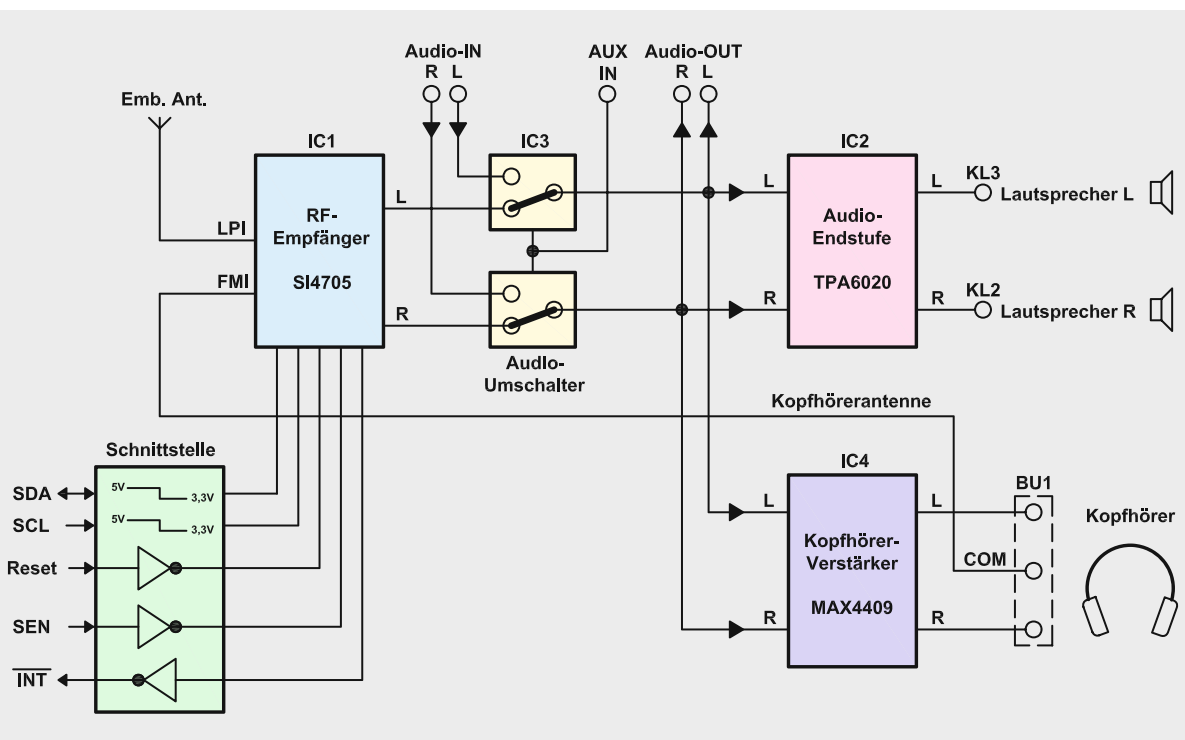 Audio-IN
R L
AUX
IN
Audio-OUT
R L
Emb. Ant.
IC1
RF-
Empfänger
SI4705
LPI
FMI
L
R
IC3
Audio-
Umschalter
IC2
Audio-
Endstufe
TPA6020
L
R
L
R
KL3
Lautsprecher L
KL2
Lautsprecher R
Kopfhörerantenne
Schnittstelle
SDA
5V
3,3V
SCL
5V
3,3V
Reset
SEN
INT
IC4
Kopfhörer-
Verstärker
MAX4409
L
R
L
COM
R
BU1
Kopfhörer